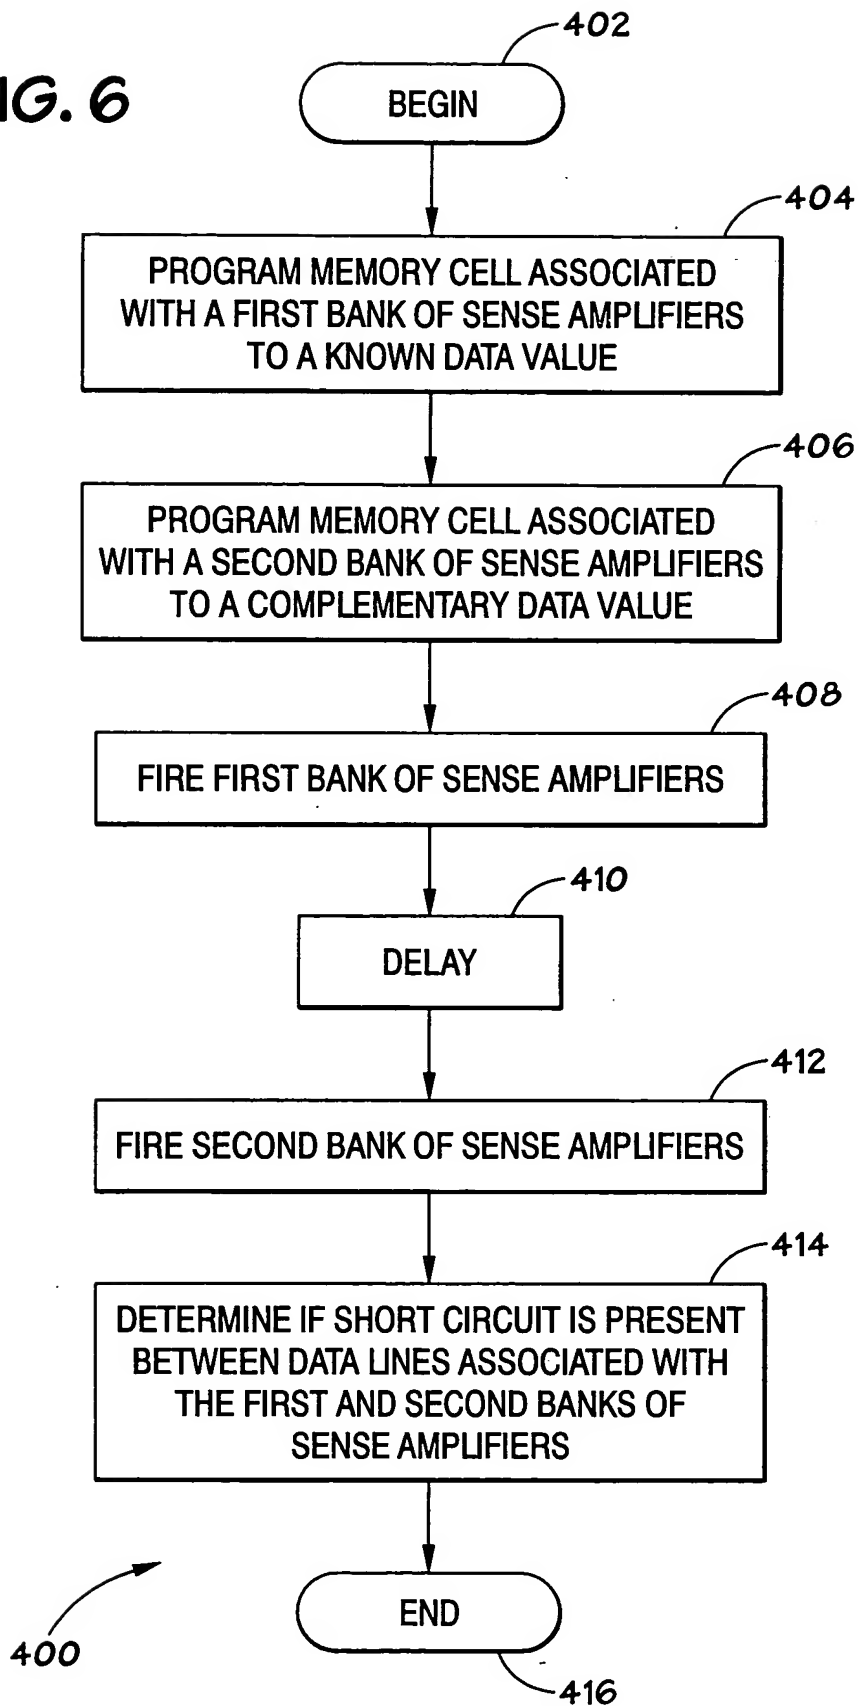 IG. 6
402
BEGIN
404
PROGRAM MEMORY CELL ASSOCIATED
WITH A FIRST BANK OF SENSE AMPLIFIERS
TO A KNOWN DATA VALUE
406
PROGRAM MEMORY CELL ASSOCIATED
WITH A SECOND BANK OF SENSE AMPLIFIERS
TO A COMPLEMENTARY DATA VALUE
408
FIRE FIRST BANK OF SENSE AMPLIFIERS
410
DELAY
412
FIRE SECOND BANK OF SENSE AMPLIFIERS
414
DETERMINE IF SHORT CIRCUIT IS PRESENT
BETWEEN DATA LINES ASSOCIATED WITH
THE FIRST AND SECOND BANKS OF
SENSE AMPLIFIERS
END
400
416